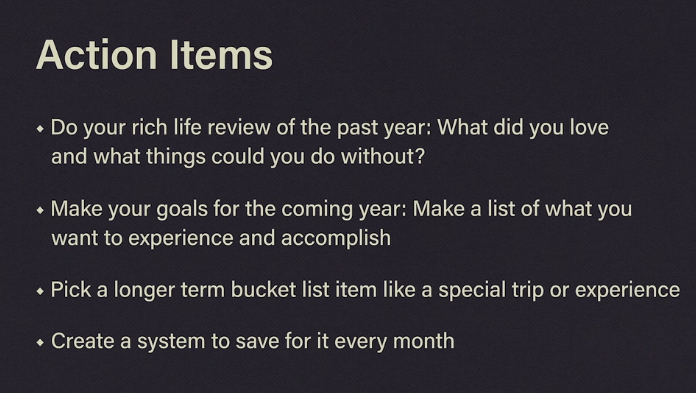 Action Items
⬩ Do your rich life review of the past year: What did you love
and what things could you do without?
⬩ Make your goals for the coming year: Make a list of what you
want to experience and accomplish
⬩ Pick a longer term bucket list item like a special trip or experience
⬩ Create a system to save for it every month